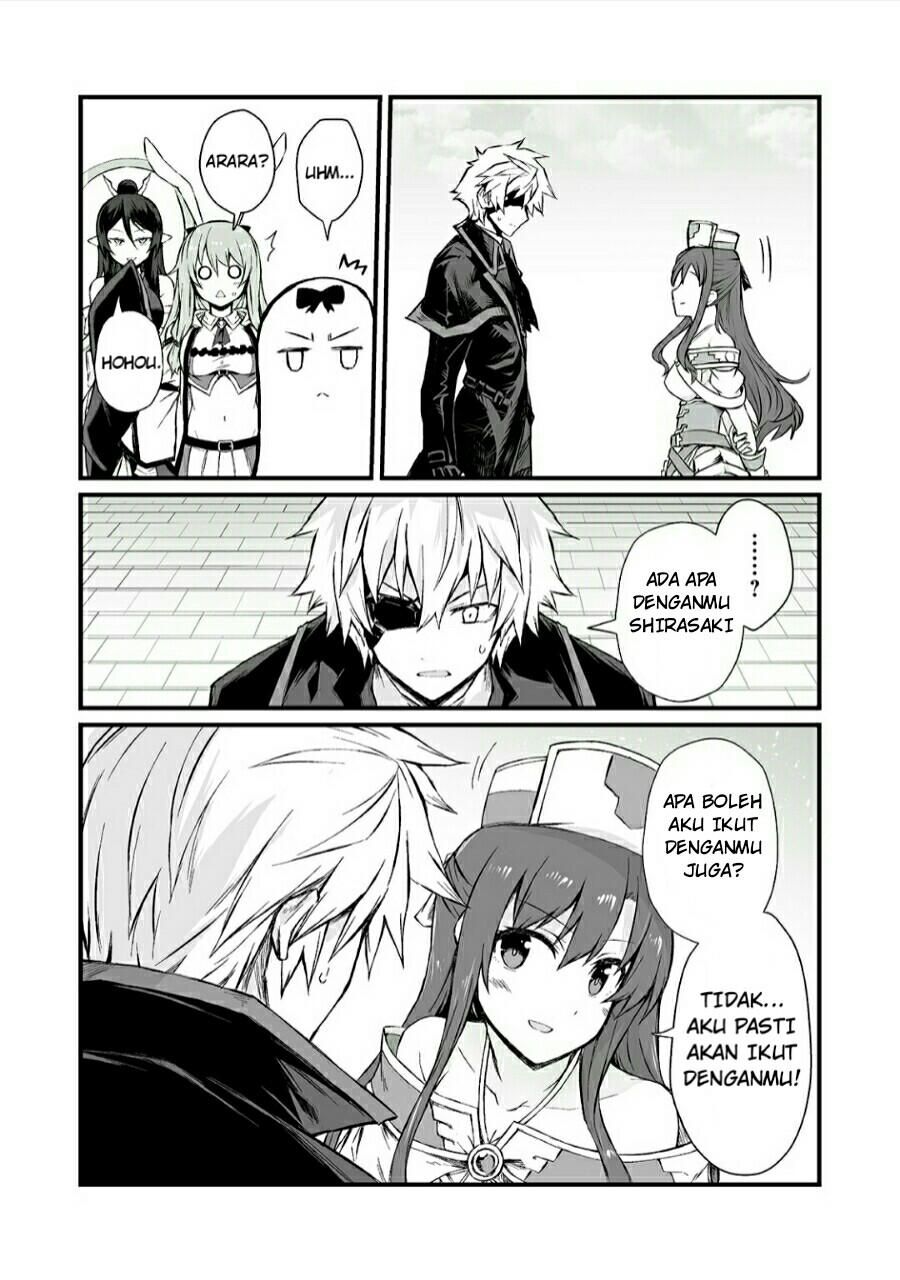 UHM...
ARARA?
HOHOU.
......?
ADA APA
DENGANMU
SHIRASAKI
APA BOLEH
AKU IKUT
DENGANMU
JUGA?
TIDAK...
AKU PASTI
AKAN IKUT
DENGANMU!